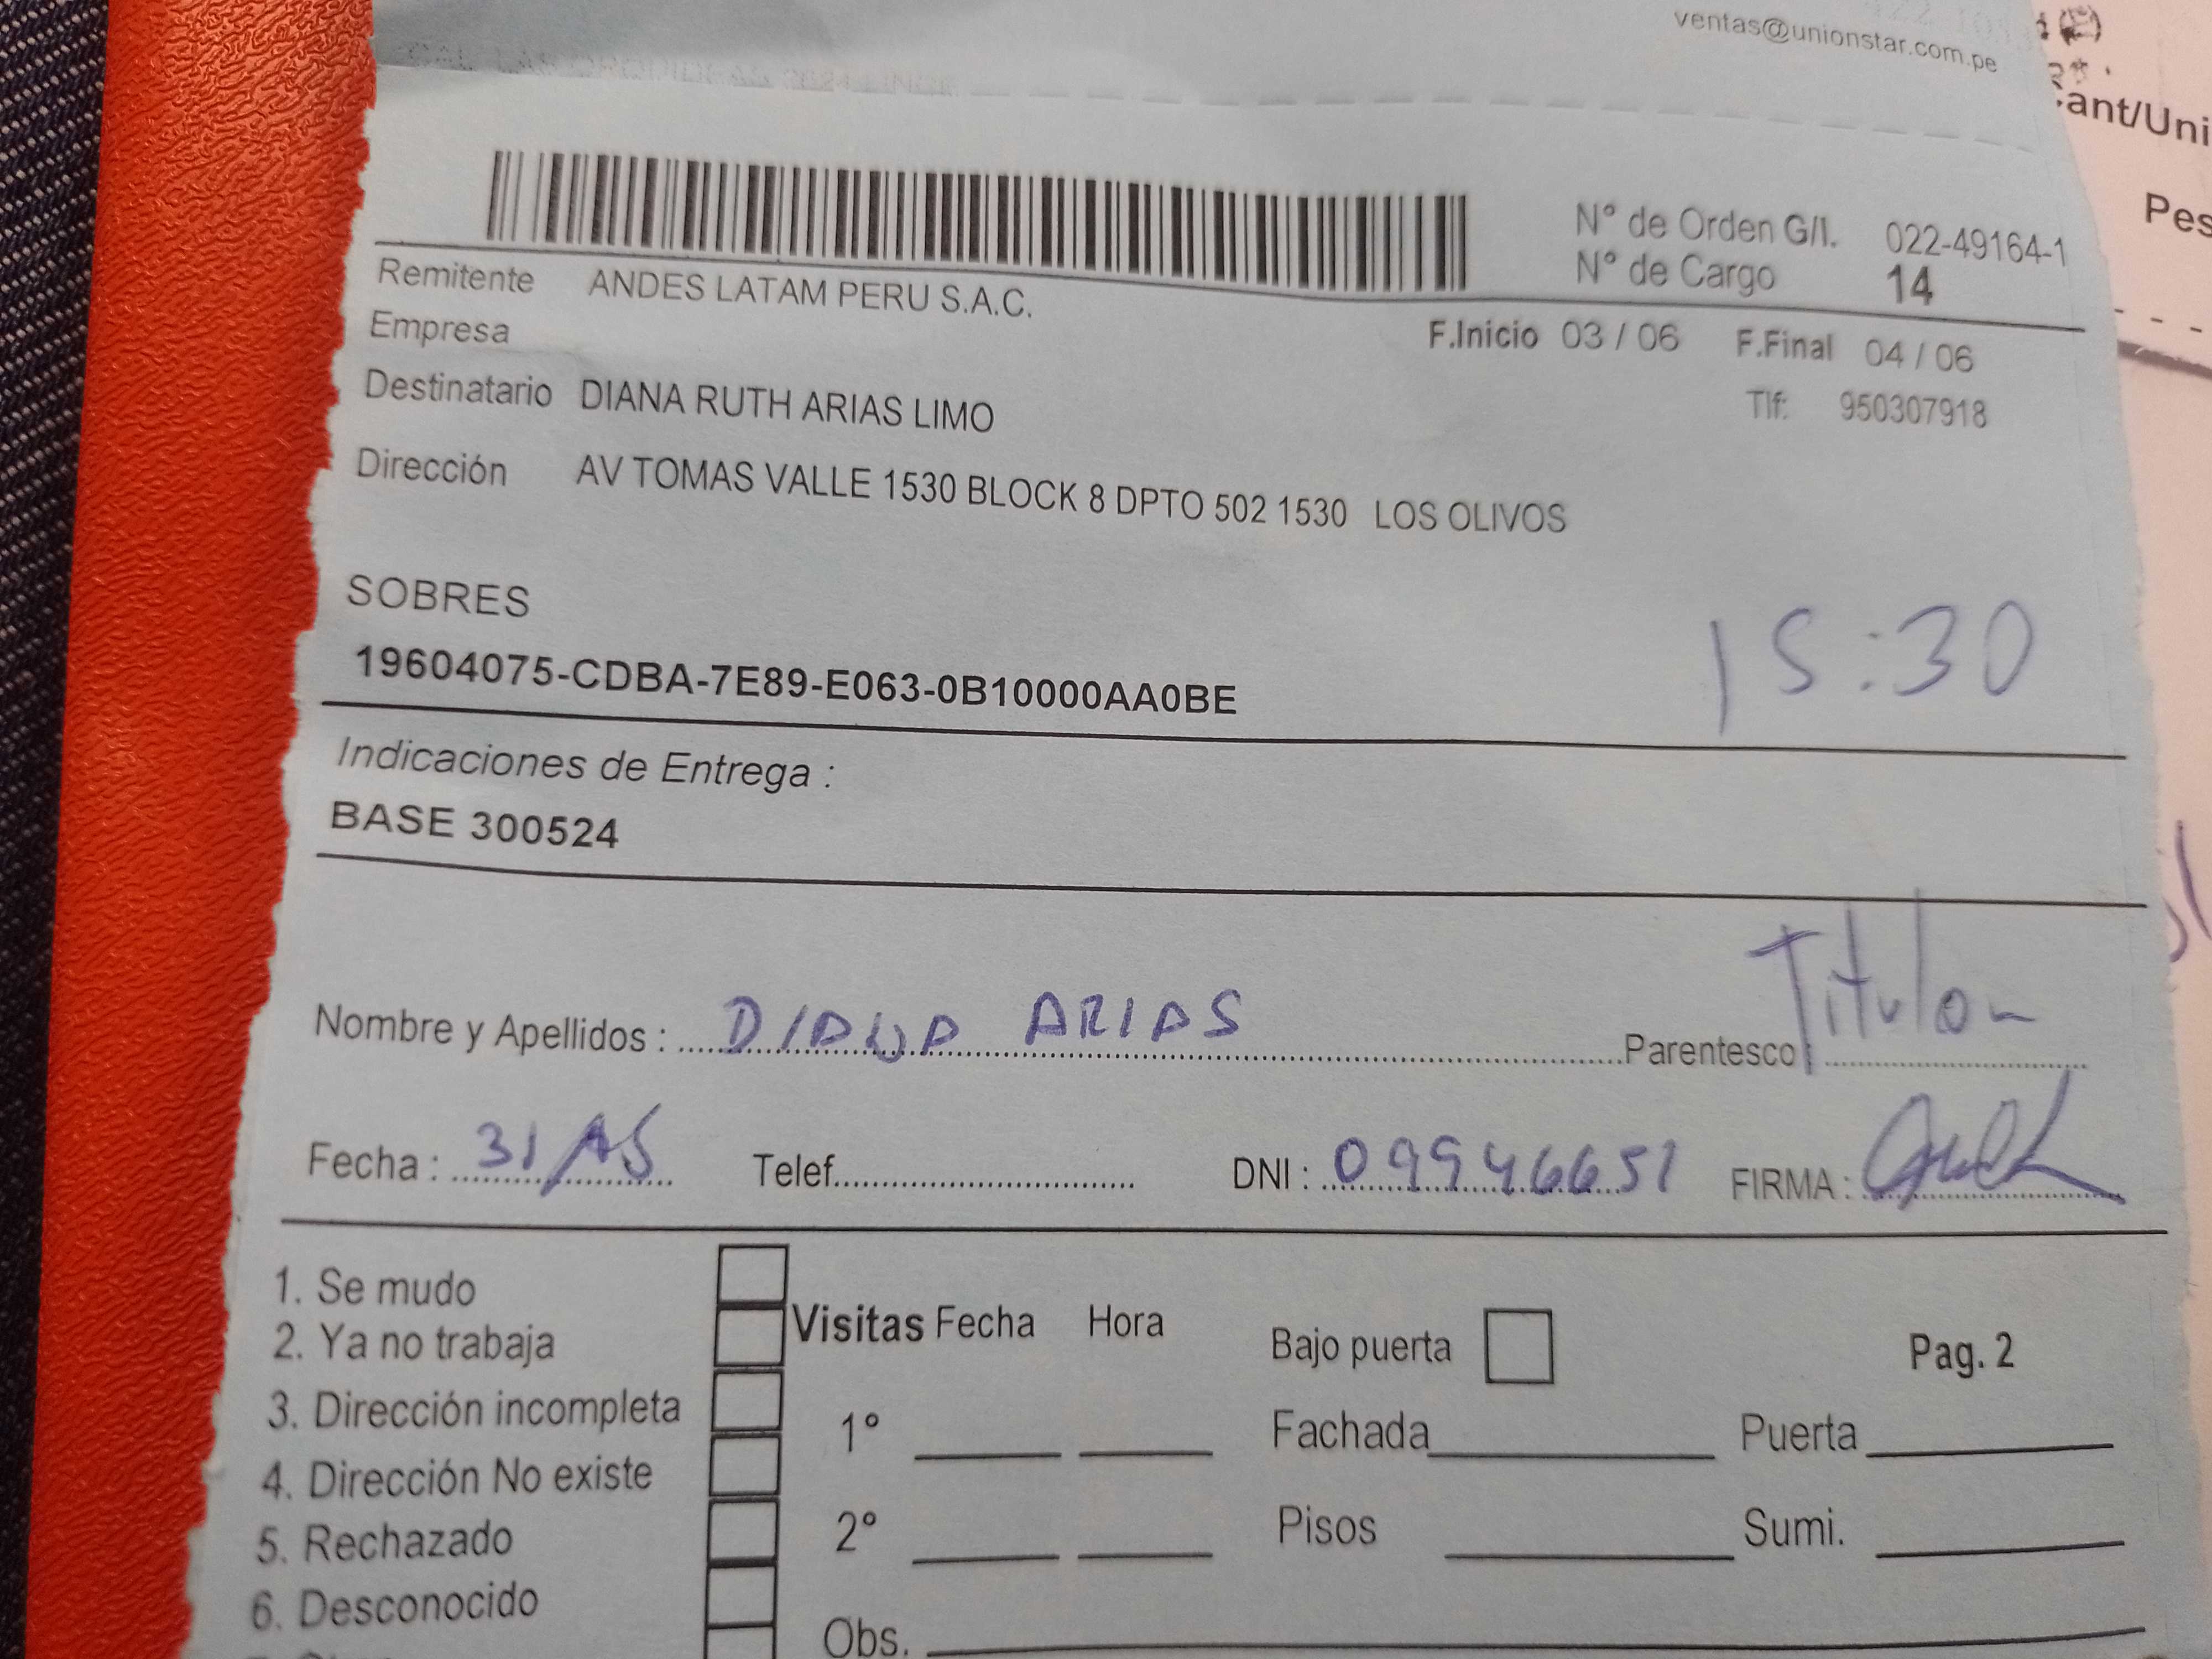 ventas@unionstar.com.pe
ant/Uni
Pes
N° de Orden G/I. 022-49164-1
N° de Cargo 14
Remitente ANDES LATAM PERU S.A.C.
Empresa
F.Inicio 03 / 06 F.Final 04 / 06
Destinatario DIANA RUTH ARIAS LIMO
Tlf: 950307918
Dirección AV TOMAS VALLE 1530 BLOCK 8 DPTO 502 1530 LOS OLIVOS
SOBRES
15:30
19604075-CDBA-7E89-E063-0B10000AA0BE
Indicaciones de Entrega :
BASE 300524
Nombre y Apellidos : DIANA ARIAS Parentesco : Titular
Fecha : Telef. DNI : 09946651 FIRMA :
1. Se mudo
2. Ya no trabaja
3. Dirección incompleta
4. Dirección No existe
5. Rechazado
6. Desconocido
Visitas Fecha Hora
1°
2°
Obs.
Bajo puerta
Pag. 2
Fachada Puerta
Pisos Sumi.